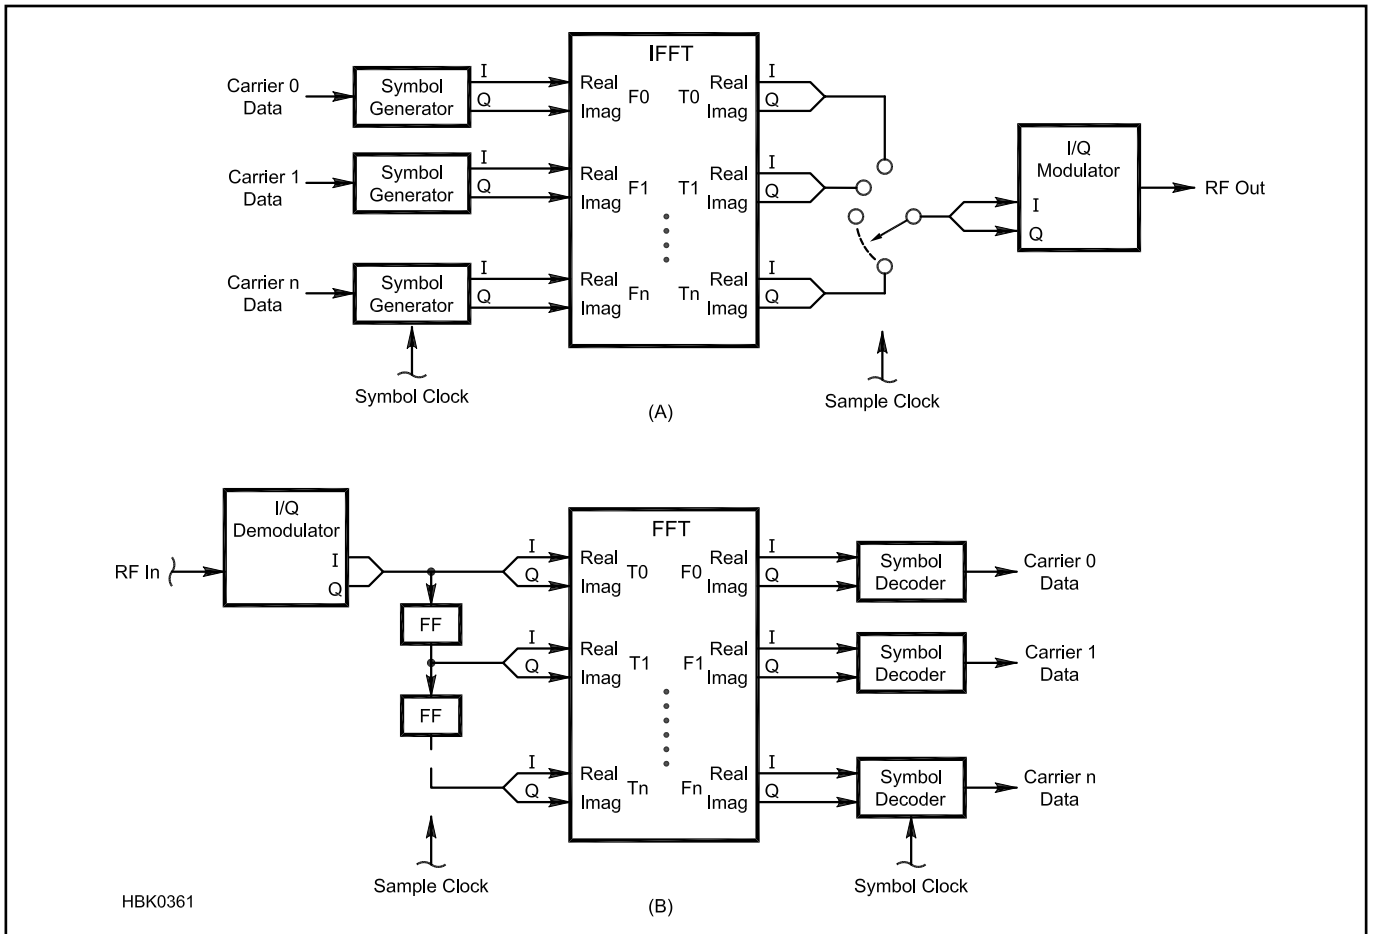 IFFT
Carrier 0
Data
Symbol
Generator
I
Q
Real
Imag
F0
T0
Real
Imag
I
Q
Carrier 1
Data
Symbol
Generator
I
Q
Real
Imag
F1
T1
Real
Imag
I
Q
Carrier n
Data
Symbol
Generator
I
Q
Real
Imag
Fn
Tn
Real
Imag
I
Q
I/Q
Modulator
I
Q
RF Out
Symbol Clock
Sample Clock
(A)
I/Q
Demodulator
I
Q
RF In
FF
FF
FFT
I
Q
Real
Imag
T0
F0
Real
Imag
I
Q
Symbol
Decoder
Carrier 0
Data
I
Q
Real
Imag
T1
F1
Real
Imag
I
Q
Symbol
Decoder
Carrier 1
Data
I
Q
Real
Imag
Tn
Fn
Real
Imag
I
Q
Symbol
Decoder
Carrier n
Data
Sample Clock
Symbol Clock
HBK0361
(B)